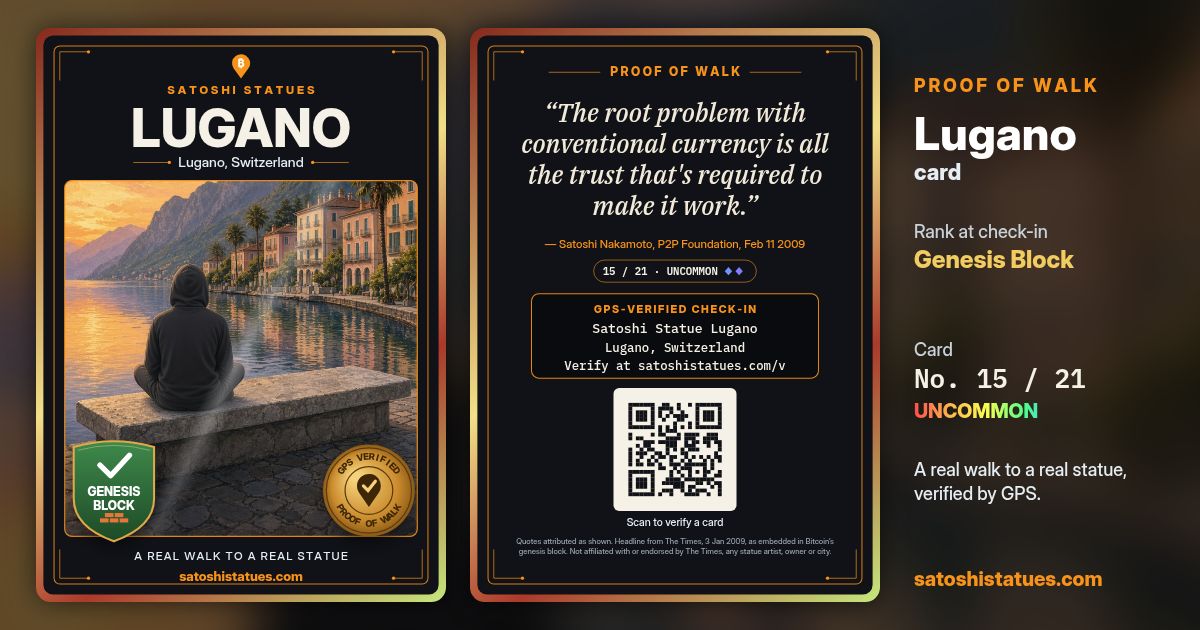 SATOSHI STATUES
LUGANO
Lugano, Switzerland
GENESIS
BLOCK
GPS VERIFIED
PROOF OF WALK
A REAL WALK TO A REAL STATUE
satoshistatues.com
PROOF OF WALK
“The root problem with
conventional currency is all
the trust that's required to
make it work.”
— Satoshi Nakamoto, P2P Foundation, Feb 11 2009
15 / 21 · UNCOMMON
GPS-VERIFIED CHECK-IN
Satoshi Statue Lugano
Lugano, Switzerland
Verify at satoshistatues.com/v
Scan to verify a card
Quotes attributed as shown. Headline from The Times, 3 Jan 2009, as embedded in Bitcoin's
genesis block. Not affiliated with or endorsed by The Times, any statue artist, owner or city.
PROOF OF WALK
Lugano
card
Rank at check-in
Genesis Block
Card
No. 15 / 21
UNCOMMON
A real walk to a real statue,
verified by GPS.
satoshistatues.com